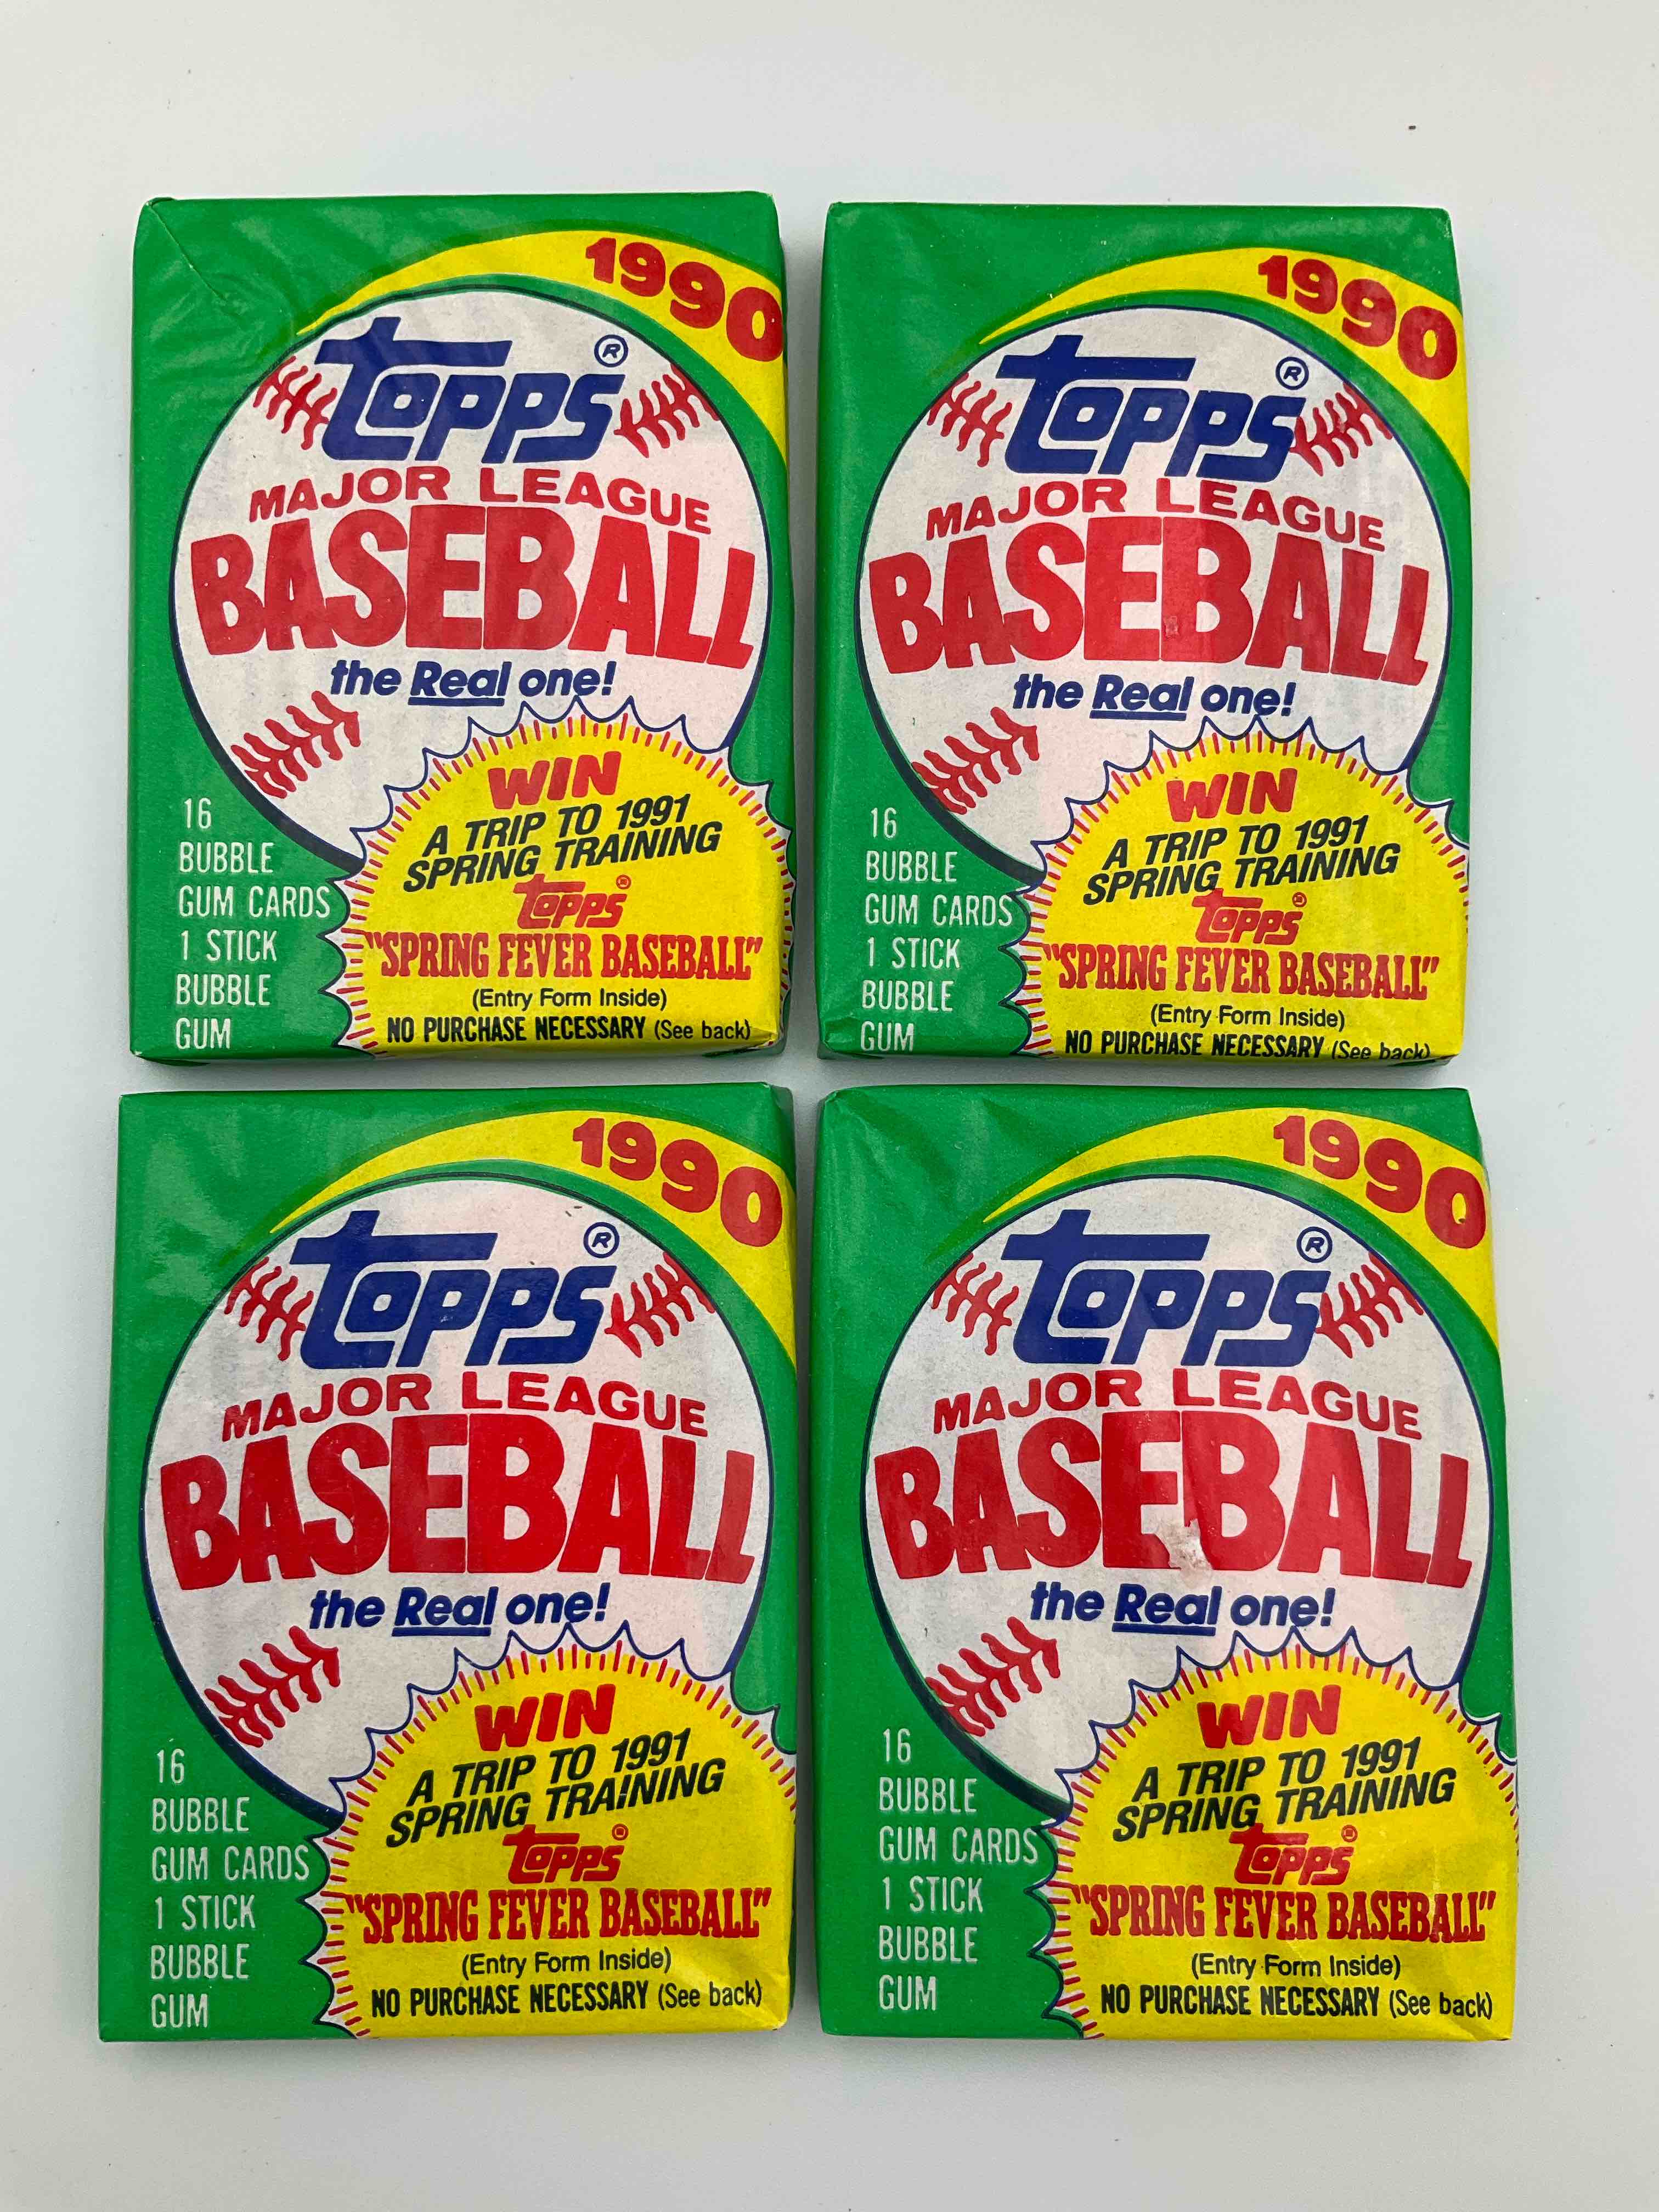 1990
Topps®
MAJOR LEAGUE
BASEBALL
the Real one!
16
BUBBLE
GUM CARDS
1 STICK
BUBBLE
GUM
WIN
A TRIP TO 1991
SPRING TRAINING
Topps®
"SPRING FEVER BASEBALL"
(Entry Form Inside)
NO PURCHASE NECESSARY (See back)
1990
Topps®
MAJOR LEAGUE
BASEBALL
the Real one!
16
BUBBLE
GUM CARDS
1 STICK
BUBBLE
GUM
WIN
A TRIP TO 1991
SPRING TRAINING
Topps®
"SPRING FEVER BASEBALL"
(Entry Form Inside)
NO PURCHASE NECESSARY (See back)
1990
Topps®
MAJOR LEAGUE
BASEBALL
the Real one!
16
BUBBLE
GUM CARDS
1 STICK
BUBBLE
GUM
WIN
A TRIP TO 1991
SPRING TRAINING
Topps®
"SPRING FEVER BASEBALL"
(Entry Form Inside)
NO PURCHASE NECESSARY (See back)
1990
Topps®
MAJOR LEAGUE
BASEBALL
the Real one!
16
BUBBLE
GUM CARDS
1 STICK
BUBBLE
GUM
WIN
A TRIP TO 1991
SPRING TRAINING
Topps®
"SPRING FEVER BASEBALL"
(Entry Form Inside)
NO PURCHASE NECESSARY (See back)